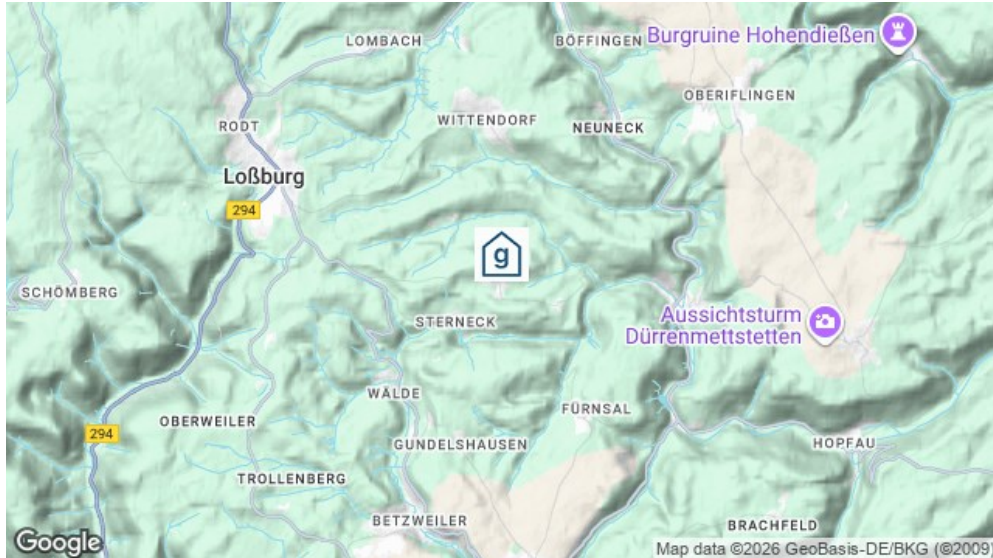 LOMBACH
BÖFFINGEN
Burgruine Hohendießen
OBERIFLINGEN
RODT
WITTENDORF
NEUNECK
Loßburg
294
g
SCHÖMBERG
STERNECK
Aussichtsturm
Dürrenmettstetten
WÄLDE
FÜRNSAL
OBERWEILER
294
GUNDELSHAUSEN
HOPFAU
TROLLENBERG
BETZWEILER
BRACHFELD
Google
Map data ©2026 GeoBasis-DE/BKG (©2009)